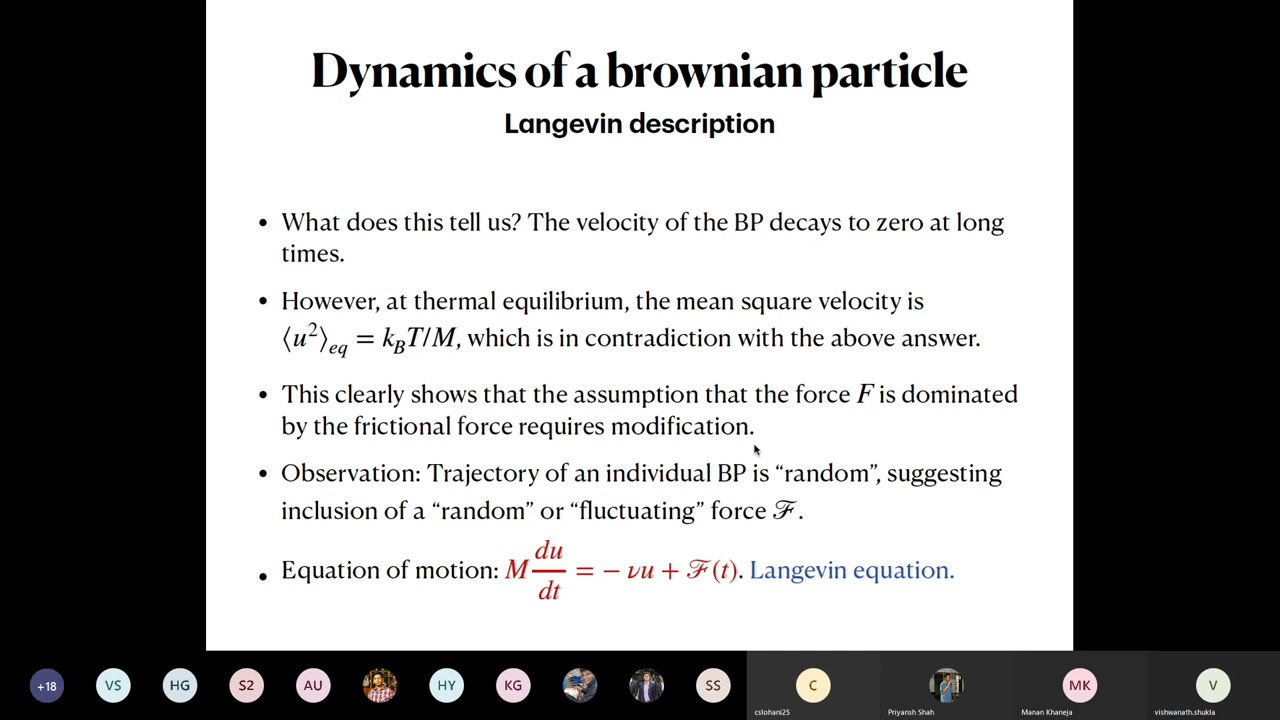 Dynamics of a brownian particle
Langevin description
• What does this tell us? The velocity of the BP decays to zero at long
times.
• However, at thermal equilibrium, the mean square velocity is
⟨u²⟩_eq = k_B T/M, which is in contradiction with the above answer.
• This clearly shows that the assumption that the force F is dominated
by the frictional force requires modification.
• Observation: Trajectory of an individual BP is “random”, suggesting
inclusion of a “random” or “fluctuating” force ℱ.
• Equation of motion: M du/dt = − νu + ℱ(t). Langevin equation.
+18 VS HG S2 AU HY KG SS C MK V
cslohani25 Priyansh Shah Manan Khaneja vishwanath.shukla